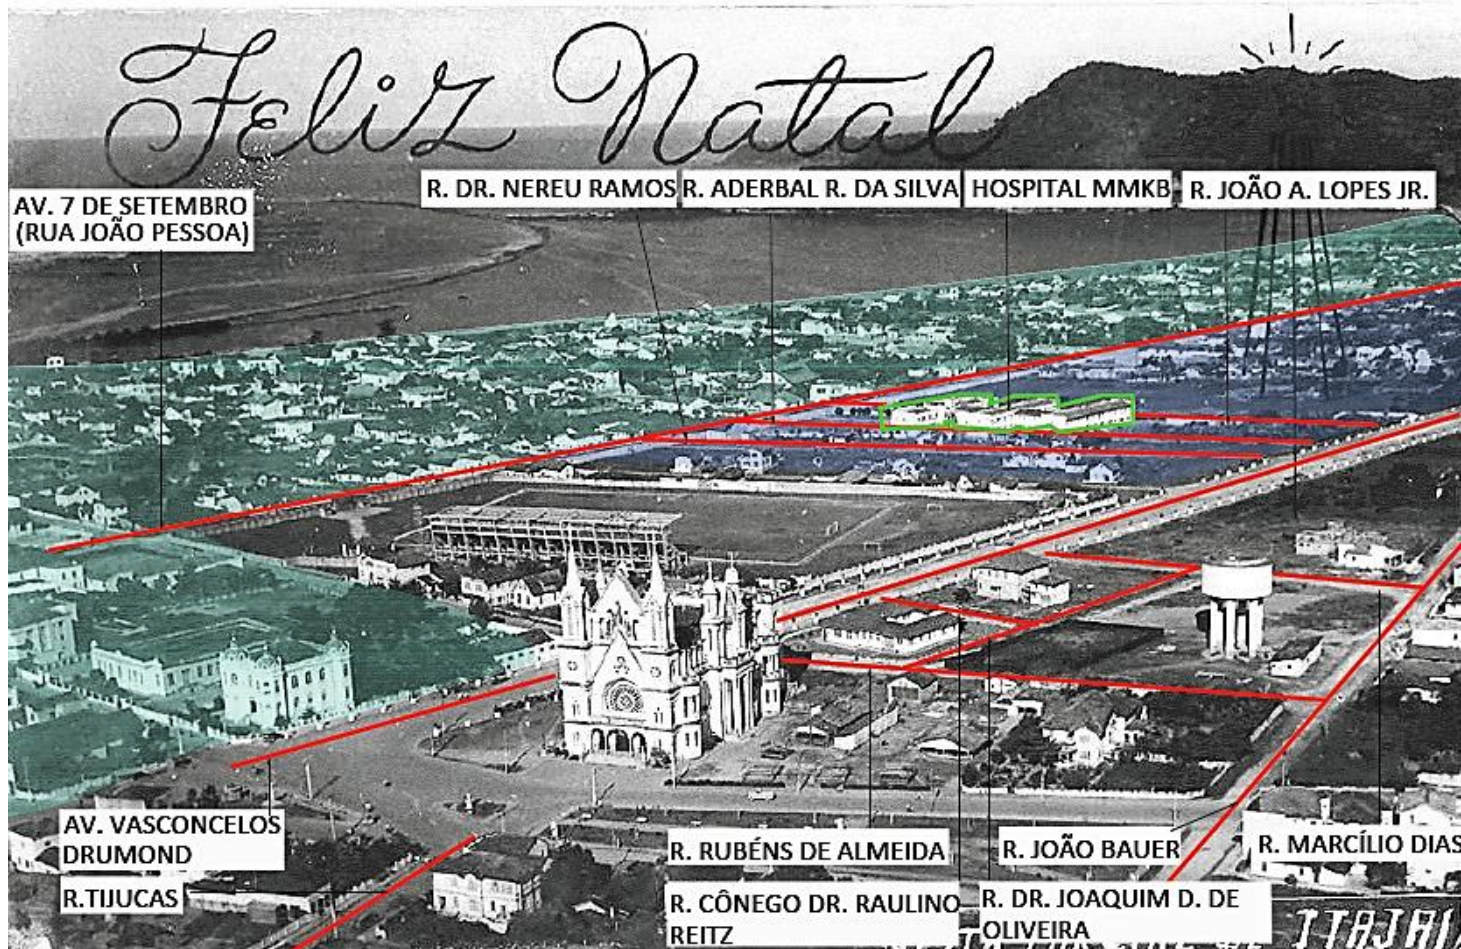 Feliz Natal
R. DR. NEREU RAMOS
R. ADERBAL R. DA SILVA
HOSPITAL MMKB
R. JOÃO A. LOPES JR.
AV. 7 DE SETEMBRO
(RUA JOÃO PESSOA)
AV. VASCONCELOS
DRUMOND
R.TIJUCAS
R. RUBÉNS DE ALMEIDA
R. JOÃO BAUER
R. MARCÍLIO DIAS
R. CÔNEGO DR. RAULINO
REITZ
R. DR. JOAQUIM D. DE
OLIVEIRA
ITAJAI